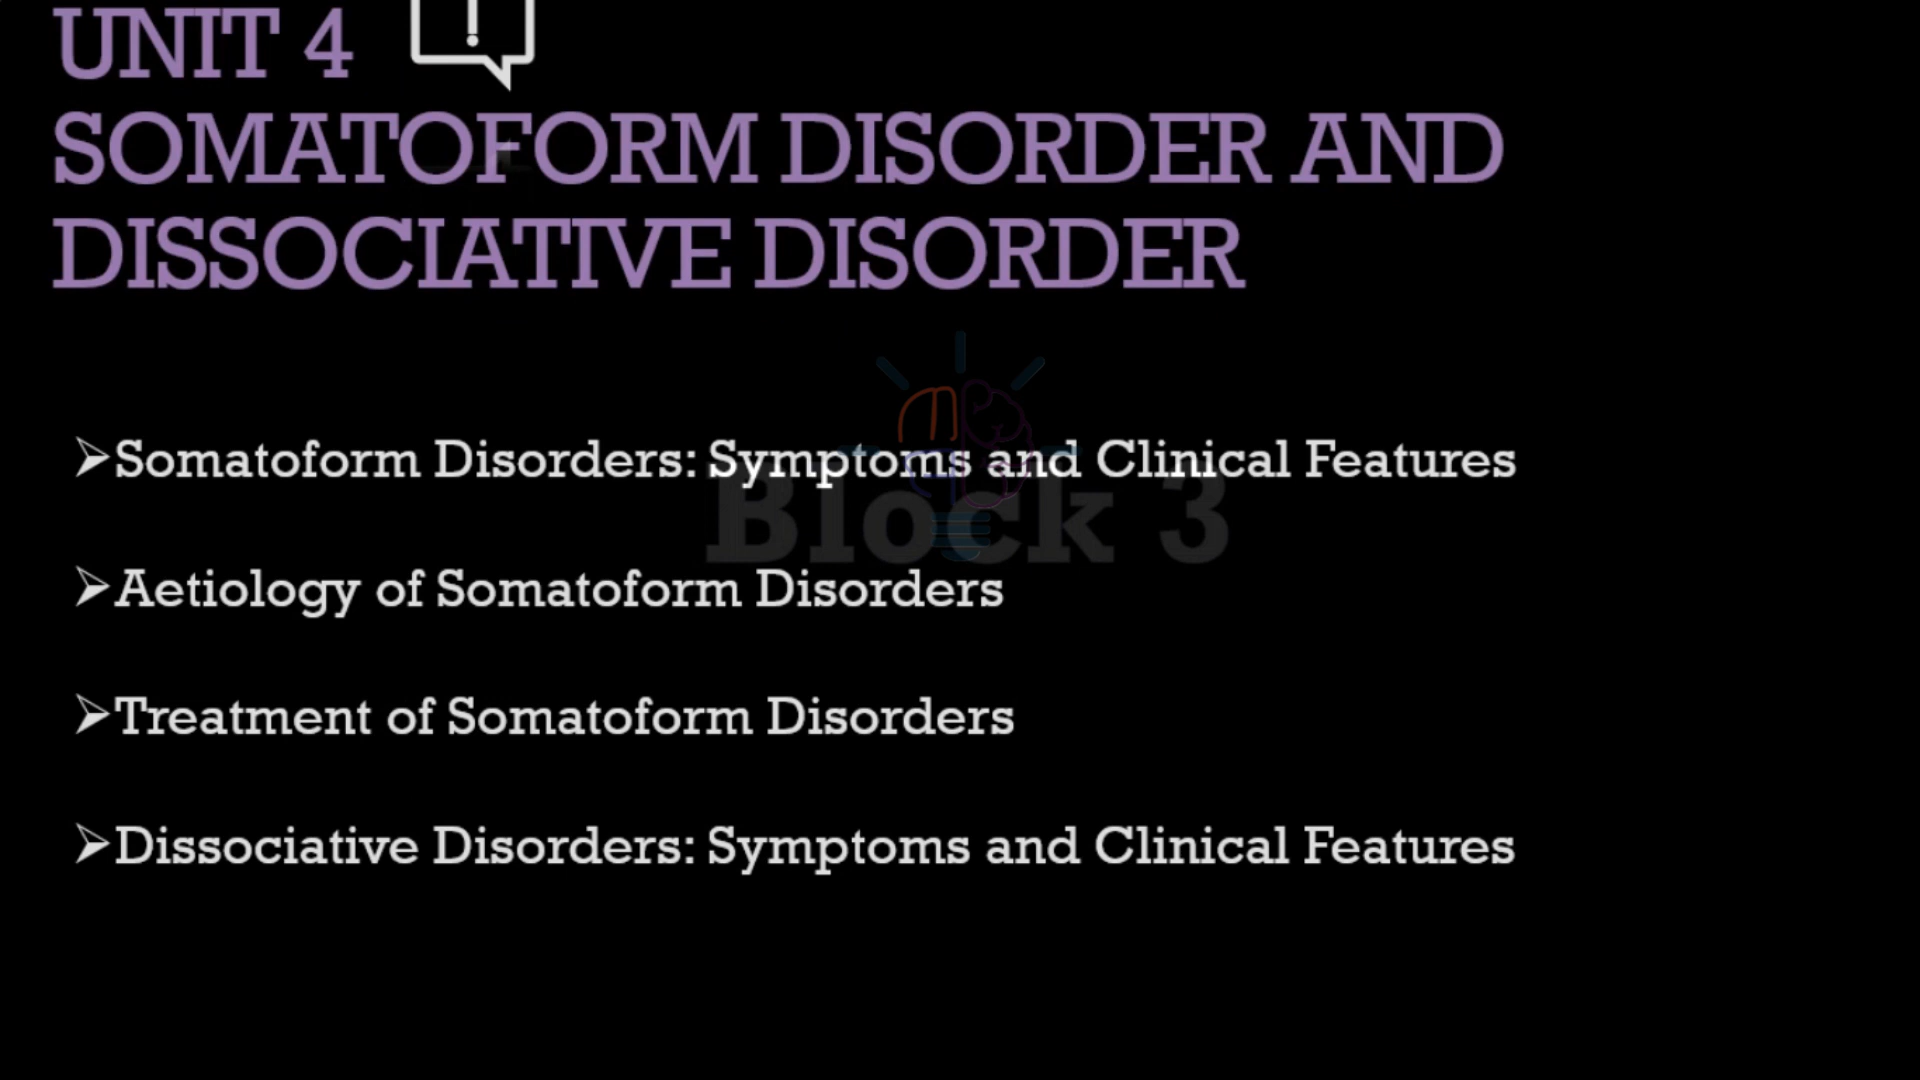 UNIT 4
SOMATOFORM DISORDER AND
DISSOCIATIVE DISORDER
➢Somatoform Disorders: Symptoms and Clinical Features
Block 3
➢Aetiology of Somatoform Disorders
➢Treatment of Somatoform Disorders
➢Dissociative Disorders: Symptoms and Clinical Features